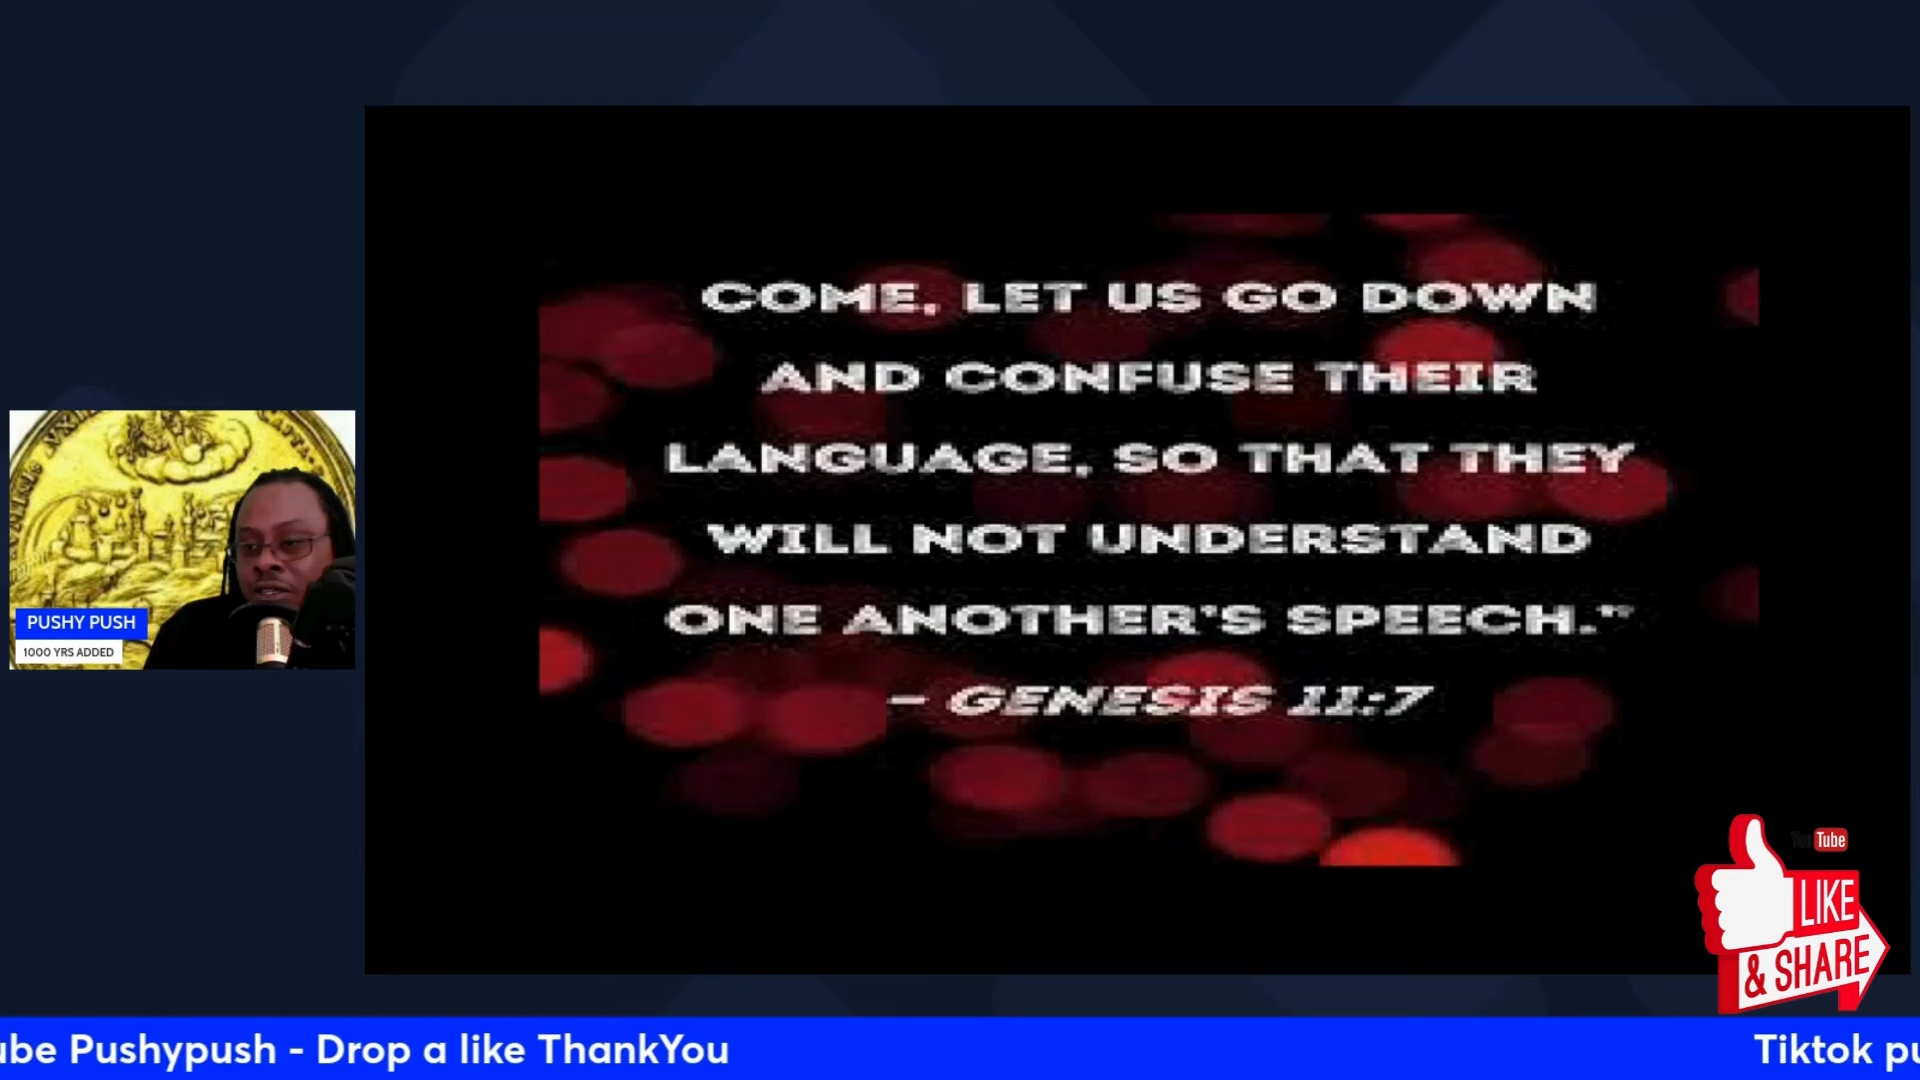 COME, LET US GO DOWN
AND CONFUSE THEIR
LANGUAGE, SO THAT THEY
WILL NOT UNDERSTAND
ONE ANOTHER'S SPEECH."
- GENESIS 11:7
PUSHY PUSH
1000 YRS ADDED
YouTube
LIKE
& SHARE
ube Pushypush - Drop a like ThankYou
Tiktok pu